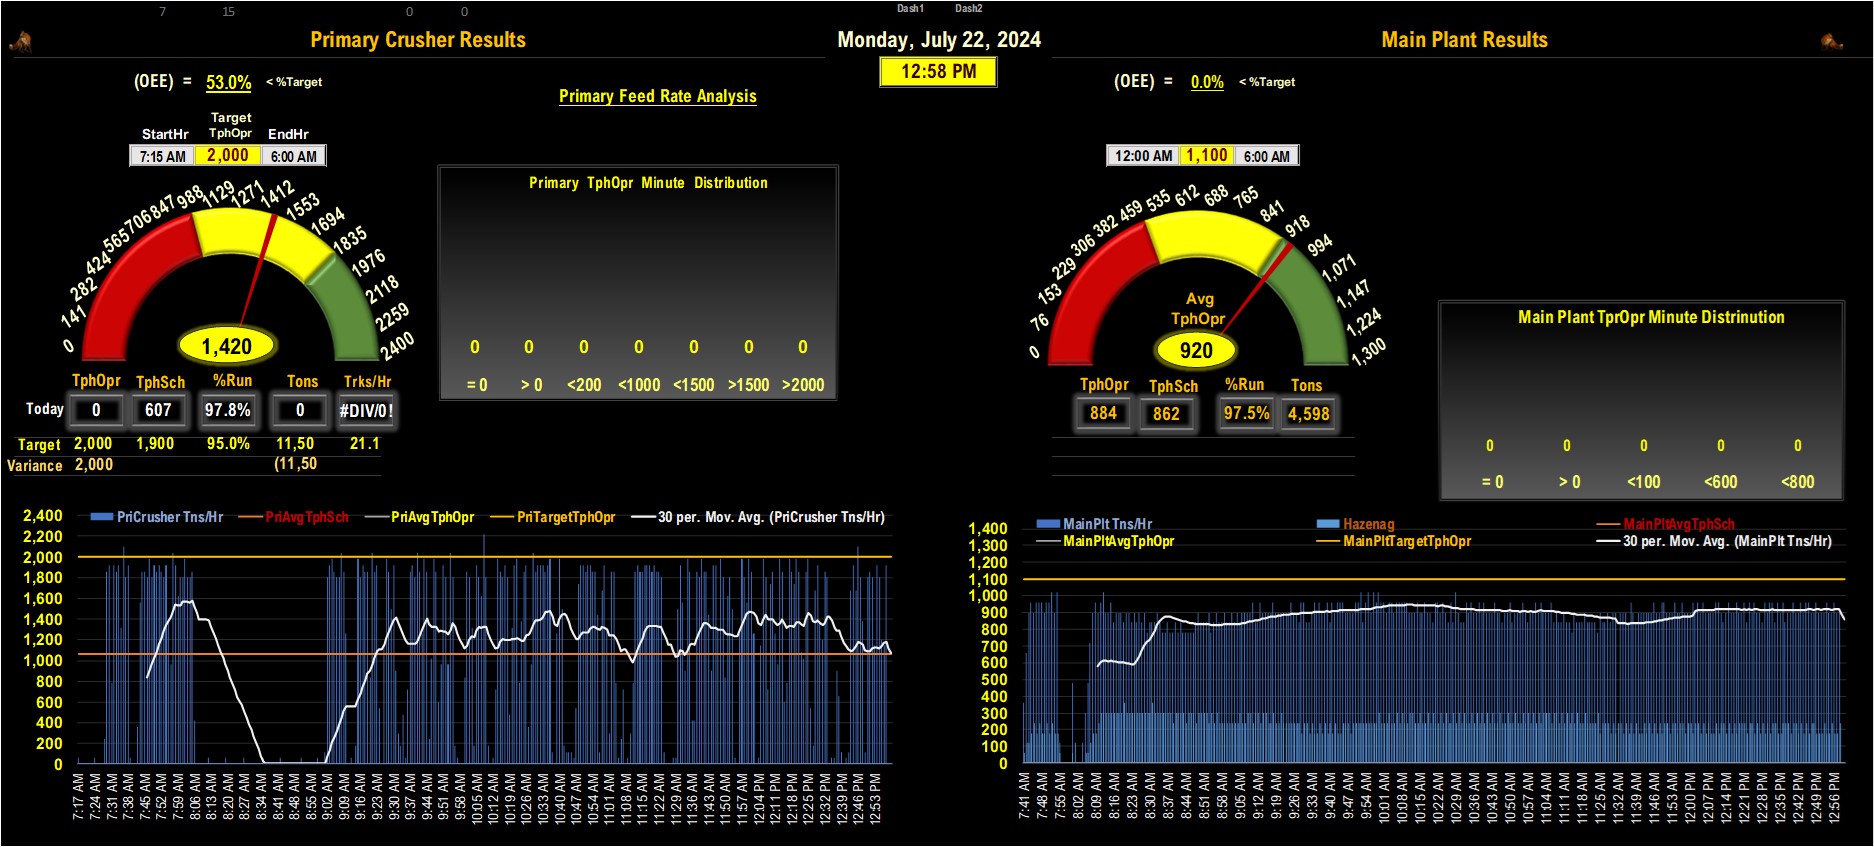 7 15 0 0 Dash1 Dash2
Primary Crusher Results
Monday, July 22, 2024
Main Plant Results
12:58 PM
(OEE) = 53.0% < %Target
Primary Feed Rate Analysis
(OEE) = 0.0% < %Target
StartHr Target TphOpr EndHr
7:15 AM 2,000 6:00 AM
12:00 AM 1,100 6:00 AM
Primary TphOpr Minute Distribution
0 141 282 424 565 706 847 988 1129 1271 1412 1553 1694 1835 1976 2118 2259 2400
1,420
0 0 0 0 0 0 0
= 0 > 0 <200 <1000 <1500 >1500 >2000
0 76 153 229 306 382 459 535 612 688 765 841 918 994 1,071 1,147 1,224 1,300
Avg
TphOpr
920
Main Plant TprOpr Minute Distrinution
0 0 0 0 0
= 0 > 0 <100 <600 <800
TphOpr TphSch %Run Tons Trks/Hr
Today 0 607 97.8% 0 #DIV/0!
Target 2,000 1,900 95.0% 11,50 21.1
Variance 2,000 (11,50
TphOpr TphSch %Run Tons
884 862 97.5% 4,598
PriCrusher Tns/Hr PriAvgTphSch PriAvgTphOpr PriTargetTphOpr 30 per. Mov. Avg. (PriCrusher Tns/Hr)
2,400
2,200
2,000
1,800
1,600
1,400
1,200
1,000
800
600
400
200
0
7:17 AM 7:24 AM 7:31 AM 7:38 AM 7:45 AM 7:52 AM 7:59 AM 8:06 AM 8:13 AM 8:20 AM 8:27 AM 8:34 AM 8:41 AM 8:48 AM 8:55 AM 9:02 AM 9:09 AM 9:16 AM 9:23 AM 9:30 AM 9:37 AM 9:44 AM 9:51 AM 9:58 AM 10:05 AM 10:12 AM 10:19 AM 10:26 AM 10:33 AM 10:40 AM 10:47 AM 10:54 AM 11:01 AM 11:08 AM 11:15 AM 11:22 AM 11:29 AM 11:36 AM 11:43 AM 11:50 AM 11:57 AM 12:04 PM 12:11 PM 12:18 PM 12:25 PM 12:32 PM 12:39 PM 12:46 PM 12:53 PM
MainPlt Tns/Hr Hazenag MainPltAvgTphSch
MainPltAvgTphOpr MainPltTargetTphOpr 30 per. Mov. Avg. (MainPlt Tns/Hr)
1,400
1,300
1,200
1,100
1,000
900
800
700
600
500
400
300
200
100
0
7:41 AM 7:48 AM 7:55 AM 8:02 AM 8:09 AM 8:16 AM 8:23 AM 8:30 AM 8:37 AM 8:44 AM 8:51 AM 8:58 AM 9:05 AM 9:12 AM 9:19 AM 9:26 AM 9:33 AM 9:40 AM 9:47 AM 9:54 AM 10:01 AM 10:08 AM 10:15 AM 10:22 AM 10:29 AM 10:36 AM 10:43 AM 10:50 AM 10:57 AM 11:04 AM 11:11 AM 11:18 AM 11:25 AM 11:32 AM 11:39 AM 11:46 AM 11:53 AM 12:00 PM 12:07 PM 12:14 PM 12:21 PM 12:28 PM 12:35 PM 12:42 PM 12:49 PM 12:56 PM